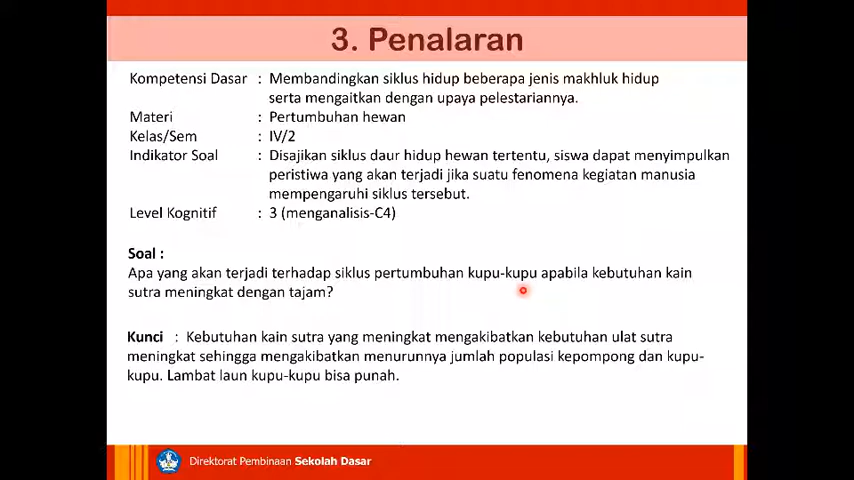 3. Penalaran
Kompetensi Dasar : Membandingkan siklus hidup beberapa jenis makhluk hidup
serta mengaitkan dengan upaya pelestariannya.
Materi : Pertumbuhan hewan
Kelas/Sem : IV/2
Indikator Soal : Disajikan siklus daur hidup hewan tertentu, siswa dapat menyimpulkan
peristiwa yang akan terjadi jika suatu fenomena kegiatan manusia
mempengaruhi siklus tersebut.
Level Kognitif : 3 (menganalisis-C4)
Soal :
Apa yang akan terjadi terhadap siklus pertumbuhan kupu-kupu apabila kebutuhan kain
sutra meningkat dengan tajam?
Kunci : Kebutuhan kain sutra yang meningkat mengakibatkan kebutuhan ulat sutra
meningkat sehingga mengakibatkan menurunnya jumlah populasi kepompong dan kupu-
kupu. Lambat laun kupu-kupu bisa punah.
Direktorat Pembinaan Sekolah Dasar